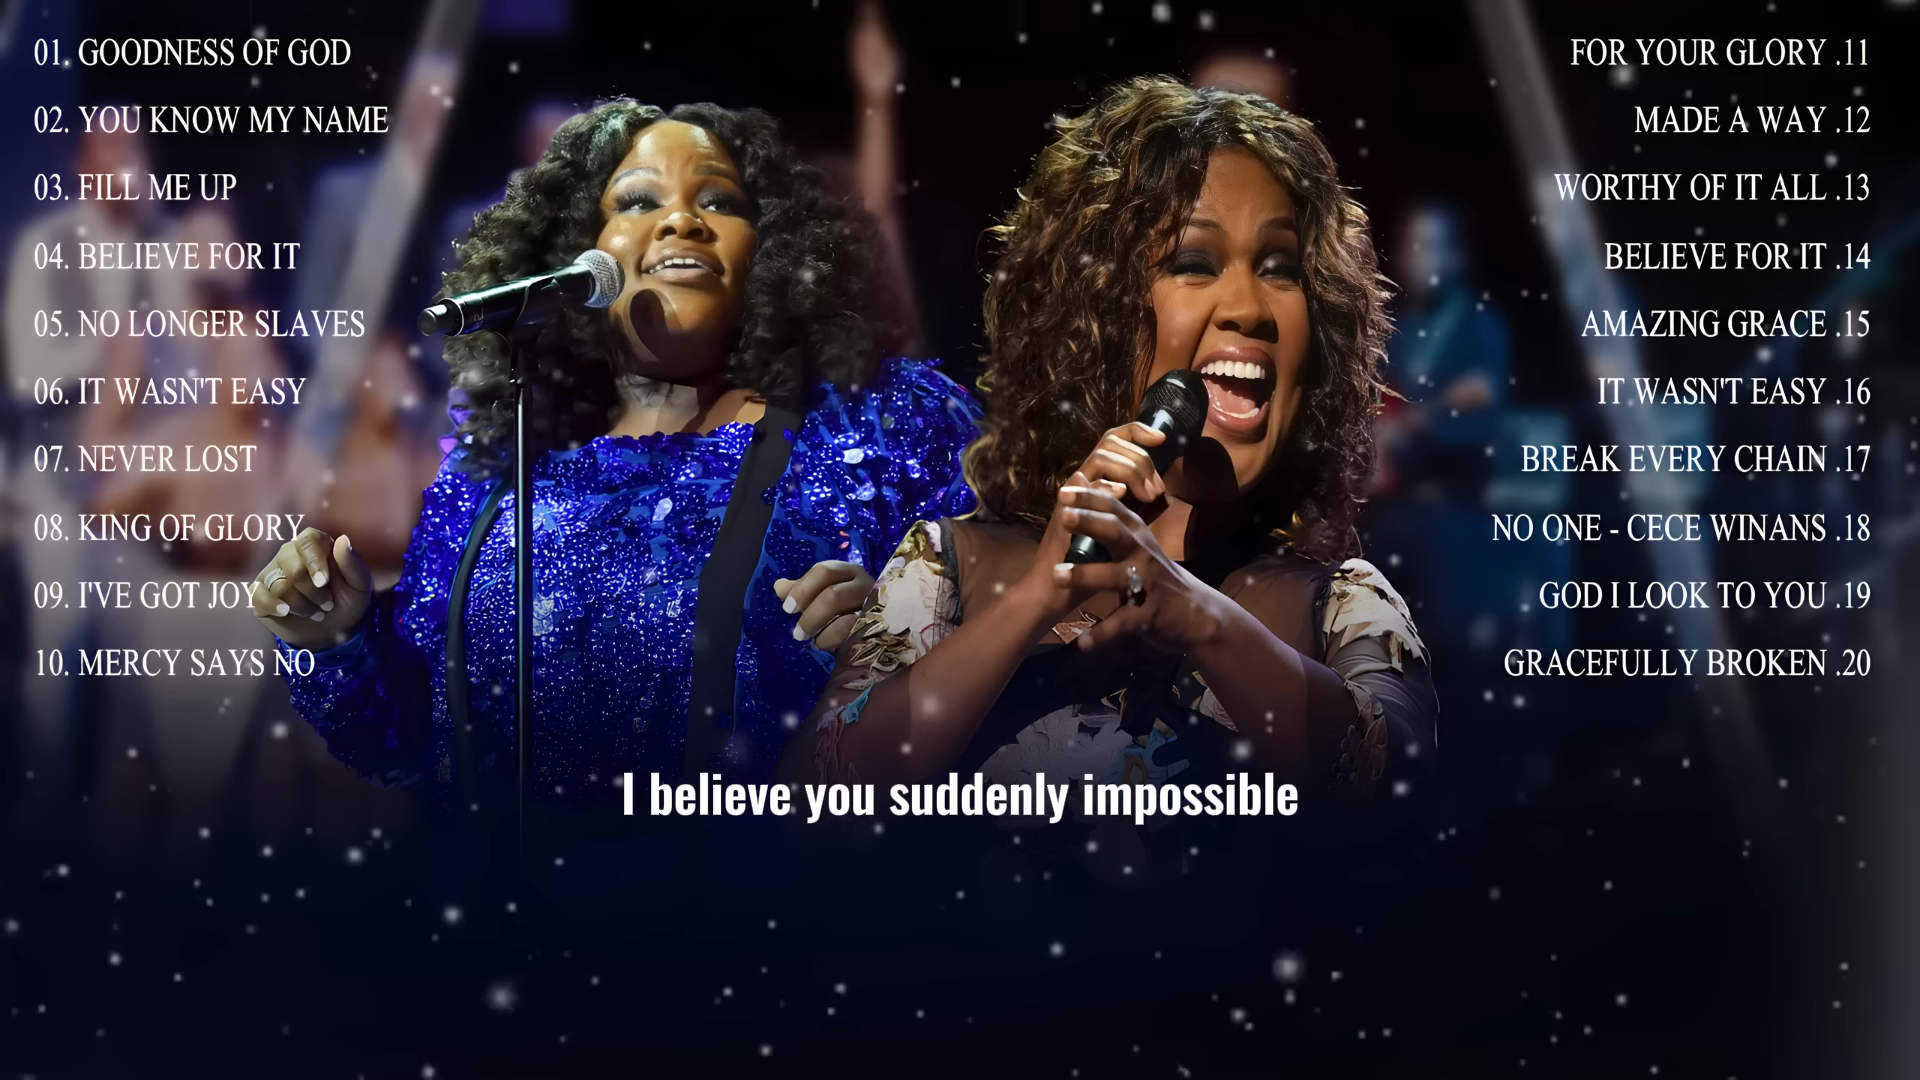 01. GOODNESS OF GOD
02. YOU KNOW MY NAME
03. FILL ME UP
04. BELIEVE FOR IT
05. NO LONGER SLAVES
06. IT WASN'T EASY
07. NEVER LOST
08. KING OF GLORY
09. I'VE GOT JOY
10. MERCY SAYS NO
FOR YOUR GLORY .11
MADE A WAY .12
WORTHY OF IT ALL .13
BELIEVE FOR IT .14
AMAZING GRACE .15
IT WASN'T EASY .16
BREAK EVERY CHAIN .17
NO ONE - CECE WINANS .18
GOD I LOOK TO YOU .19
GRACEFULLY BROKEN .20
I believe you suddenly impossible